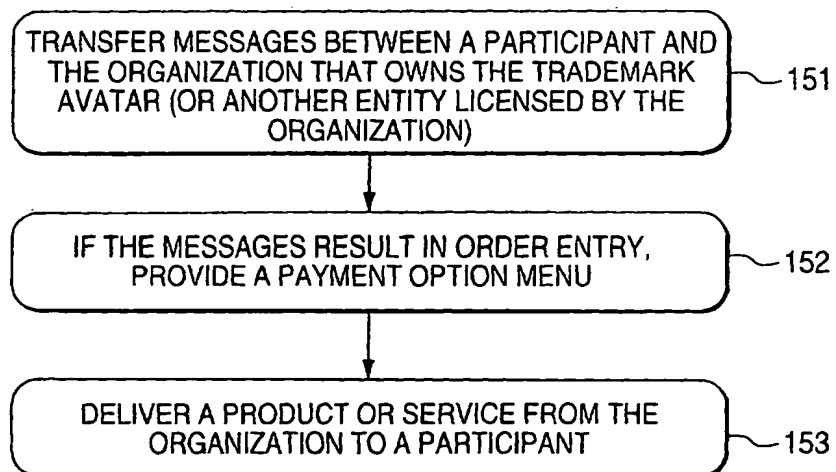 TRANSFER MESSAGES BETWEEN A PARTICIPANT AND
THE ORGANIZATION THAT OWNS THE TRADEMARK
AVATAR (OR ANOTHER ENTITY LICENSED BY THE
ORGANIZATION)
151
IF THE MESSAGES RESULT IN ORDER ENTRY,
PROVIDE A PAYMENT OPTION MENU
152
DELIVER A PRODUCT OR SERVICE FROM THE
ORGANIZATION TO A PARTICIPANT
153